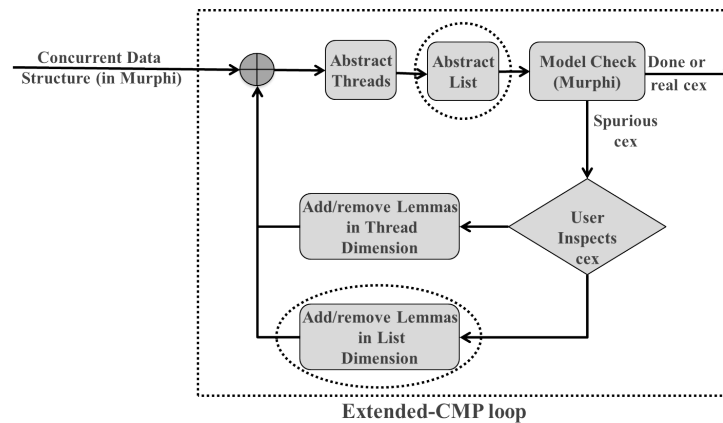 Concurrent Data
Structure (in Murphi)
Abstract
Threads
Abstract
List
Model Check
(Murphi)
Done or
real cex
Spurious
cex
Add/remove Lemmas
in Thread
Dimension
User
Inspects
cex
Add/remove Lemmas
in List
Dimension
Extended-CMP loop